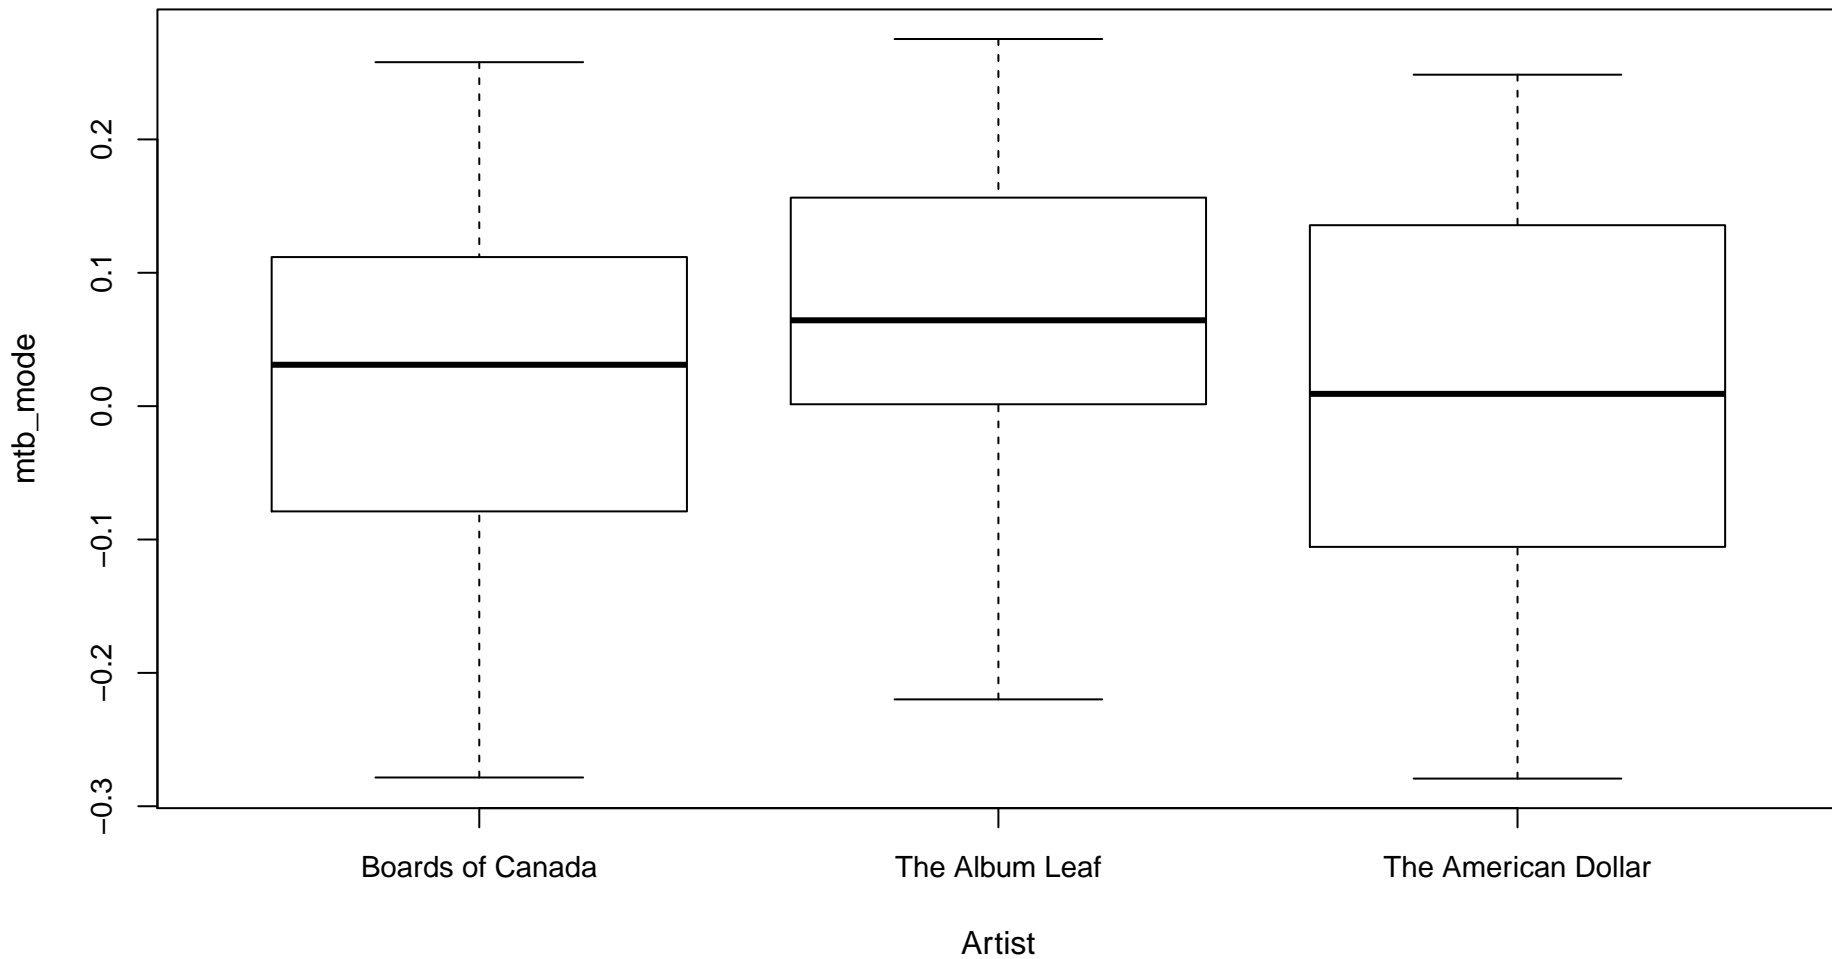 mtb_mode
0.2
0.1
0.0
−0.1
−0.2
−0.3
Boards of Canada The Album Leaf The American Dollar
Artist